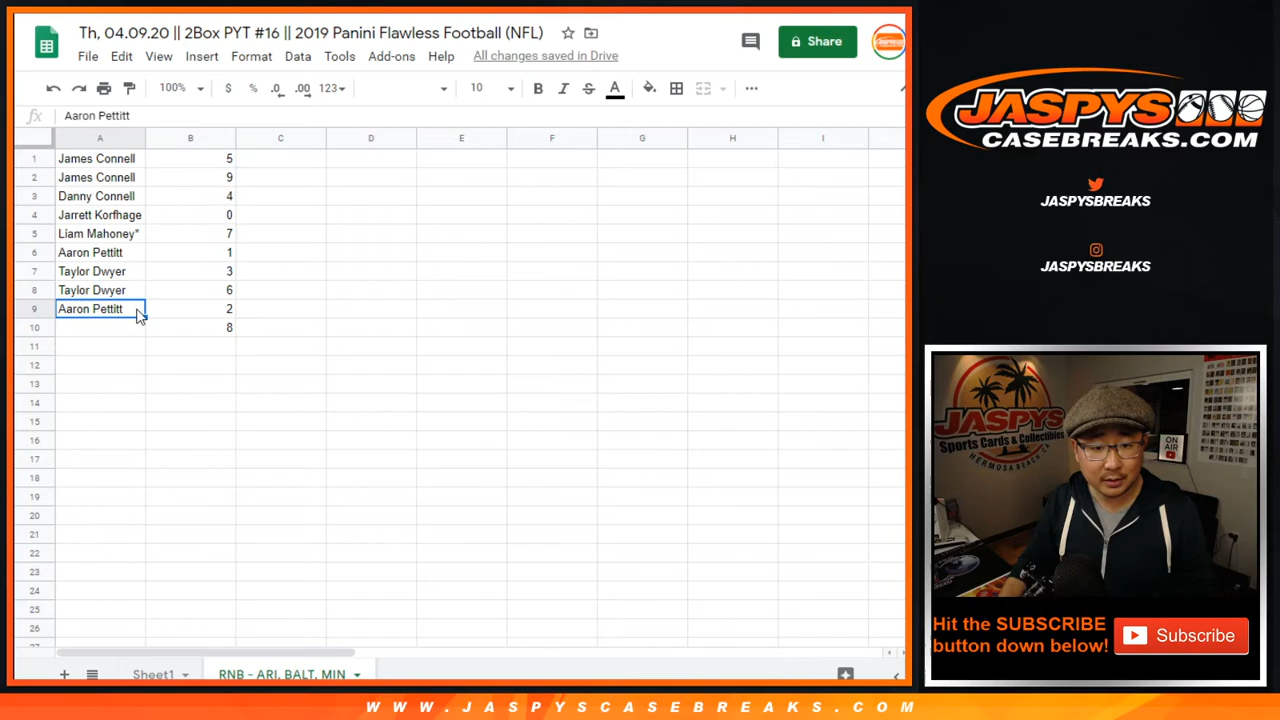 Th, 04.09.20 || 2Box PYT #16 || 2019 Panini Flawless Football (NFL)
File Edit View Insert Format Data Tools Add-ons Help All changes saved in Drive
Share
100% $ % .0 .00 123 10 B I S A
fx Aaron Pettitt
A B C D E F G H I
1 James Connell 5
2 James Connell 9
3 Danny Connell 4
4 Jarrett Korfhage 0
5 Liam Mahoney* 7
6 Aaron Pettitt 1
7 Taylor Dwyer 3
8 Taylor Dwyer 6
9 Aaron Pettitt 2
10 8
11
12
13
14
15
16
17
18
19
20
21
22
23
24
25
26
Sheet1 RNB - ARI, BALT, MIN
JASPYS
CASEBREAKS.COM
JASPYSBREAKS
JASPYSBREAKS
JASPYS
Sports Cards & Collectibles
HERMOSA BEACH, CA
ON
AIR
Hit the SUBSCRIBE
button down below!
Subscribe
WWW.JASPYSCASEBREAKS.COM